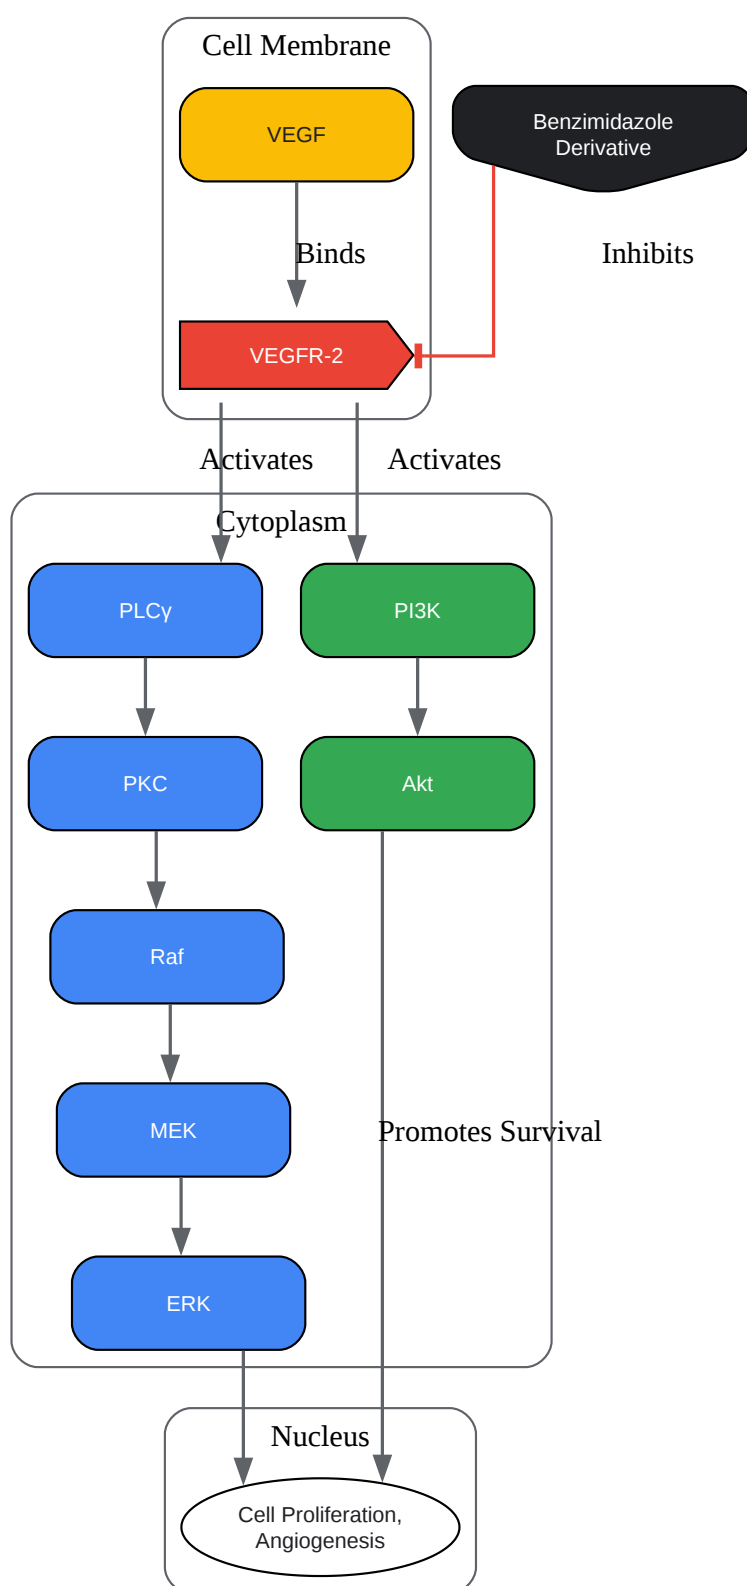 Cell Membrane
VEGF
Benzimidazole
Derivative
Binds
Inhibits
VEGFR-2
Activates
Activates
Cytoplasm
PLCγ
PI3K
PKC
Akt
Raf
MEK
Promotes Survival
ERK
Nucleus
Cell Proliferation,
Angiogenesis